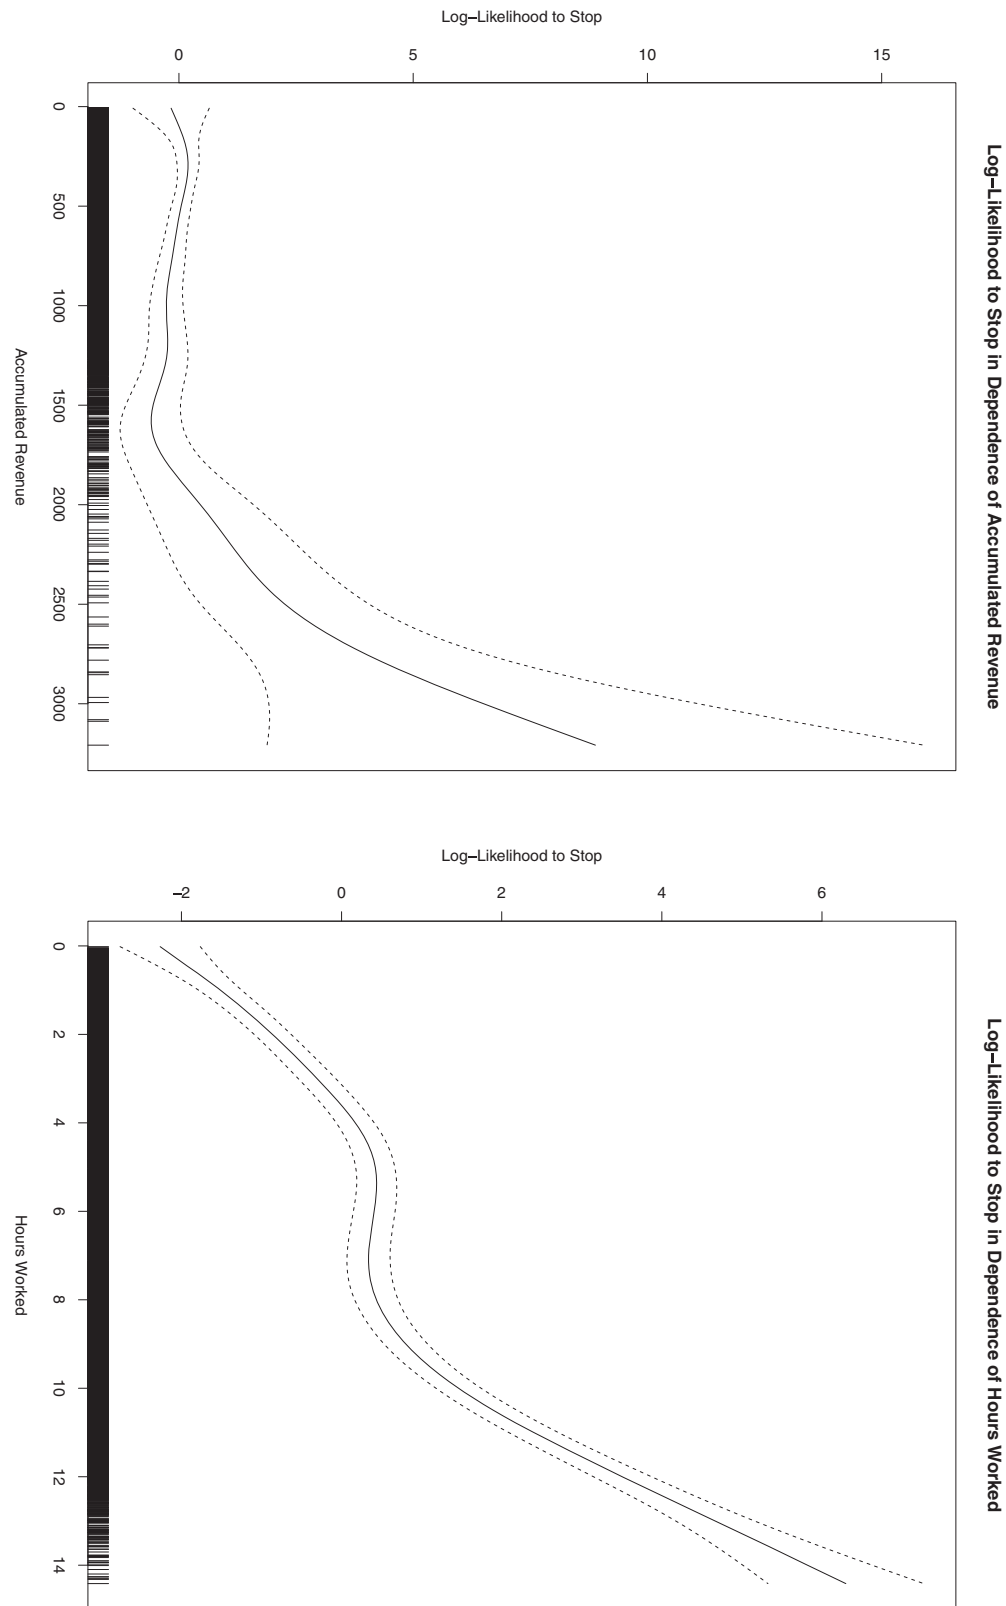 Log–Likelihood to Stop in Dependence of Accumulated Revenue
Log–Likelihood to Stop
0 5 10 15
0 500 1000 1500 2000 2500 3000
Accumulated Revenue
Log–Likelihood to Stop in Dependence of Hours Worked
Log–Likelihood to Stop
–2 0 2 4 6
0 2 4 6 8 10 12 14
Hours Worked